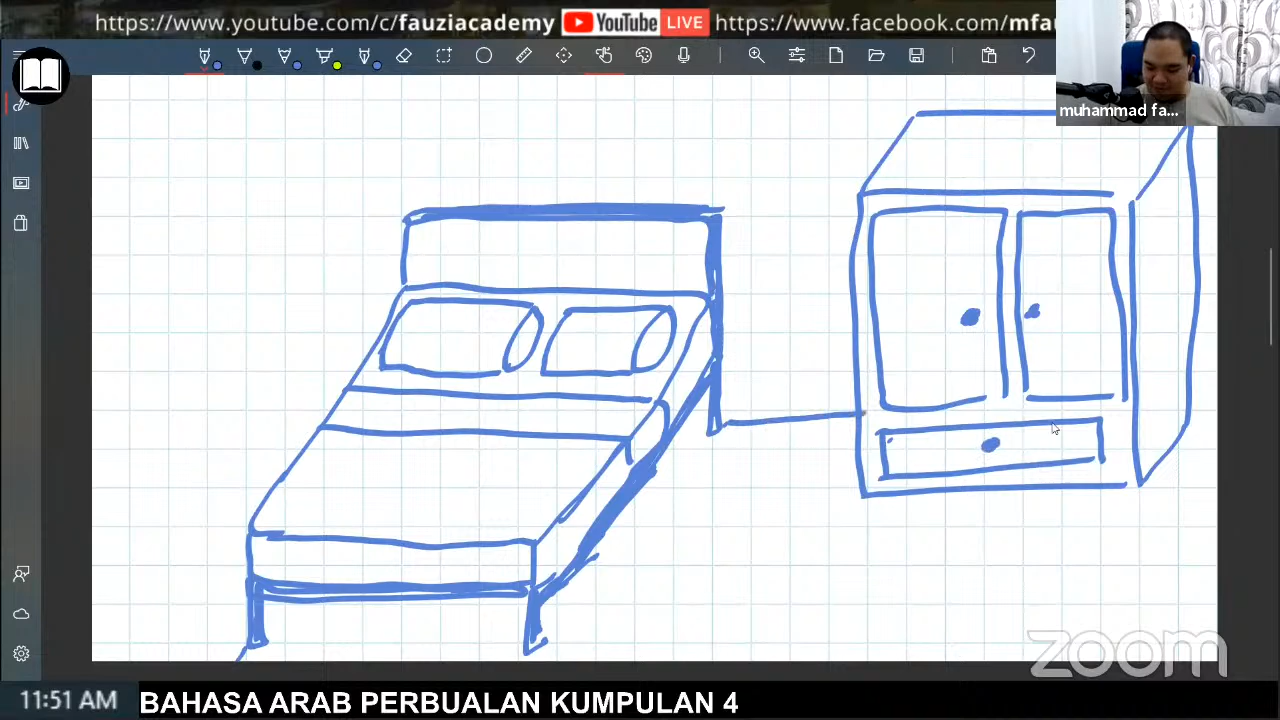 https://www.youtube.com/c/fauziacademy YouTube LIVE https://www.facebook.com/mfau
muhammad fa...
zoom
11:51 AM BAHASA ARAB PERBUALAN KUMPULAN 4